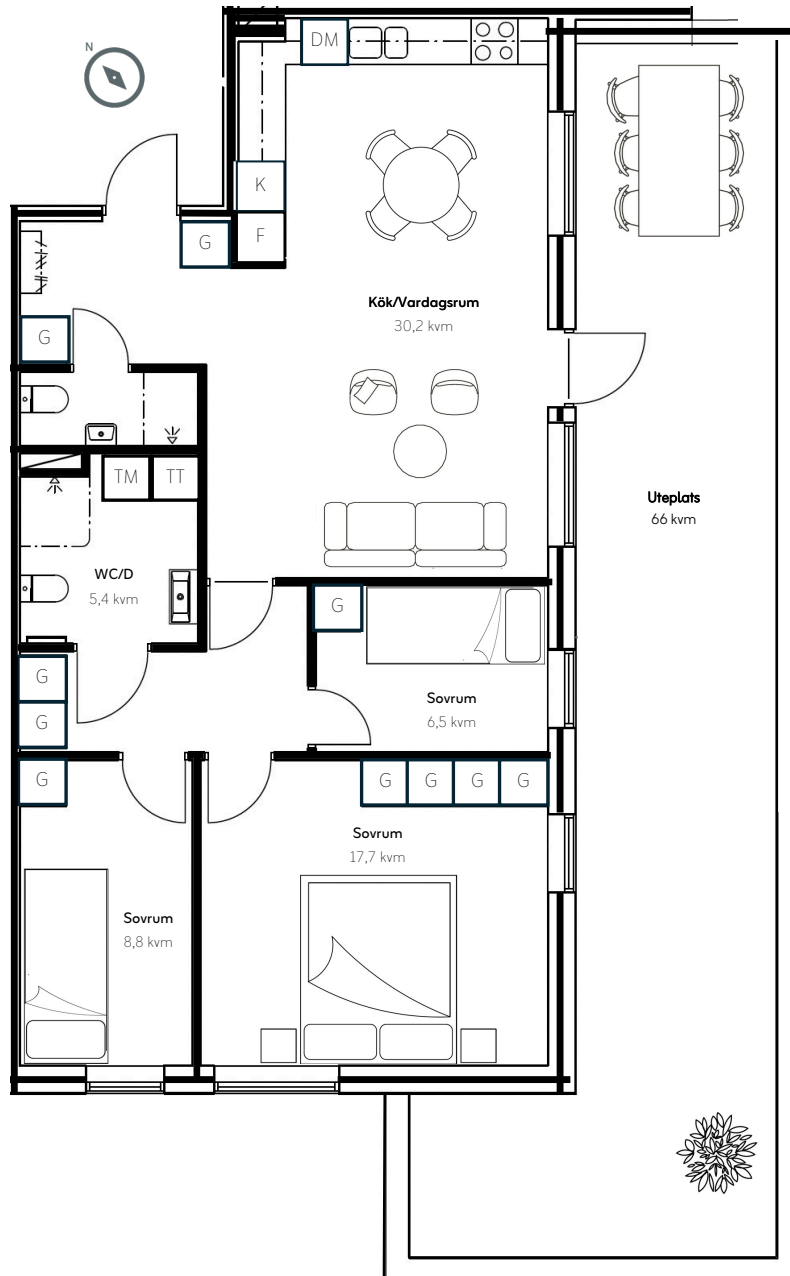 DM
N
K
G
F
Kök/Vardagsrum
30,2 kvm
G
TM
TT
Uteplats
66 kvm
WC/D
5,4 kvm
G
G
G
Sovrum
6,5 kvm
G
G
G
G
G
Sovrum
17,7 kvm
Sovrum
8,8 kvm